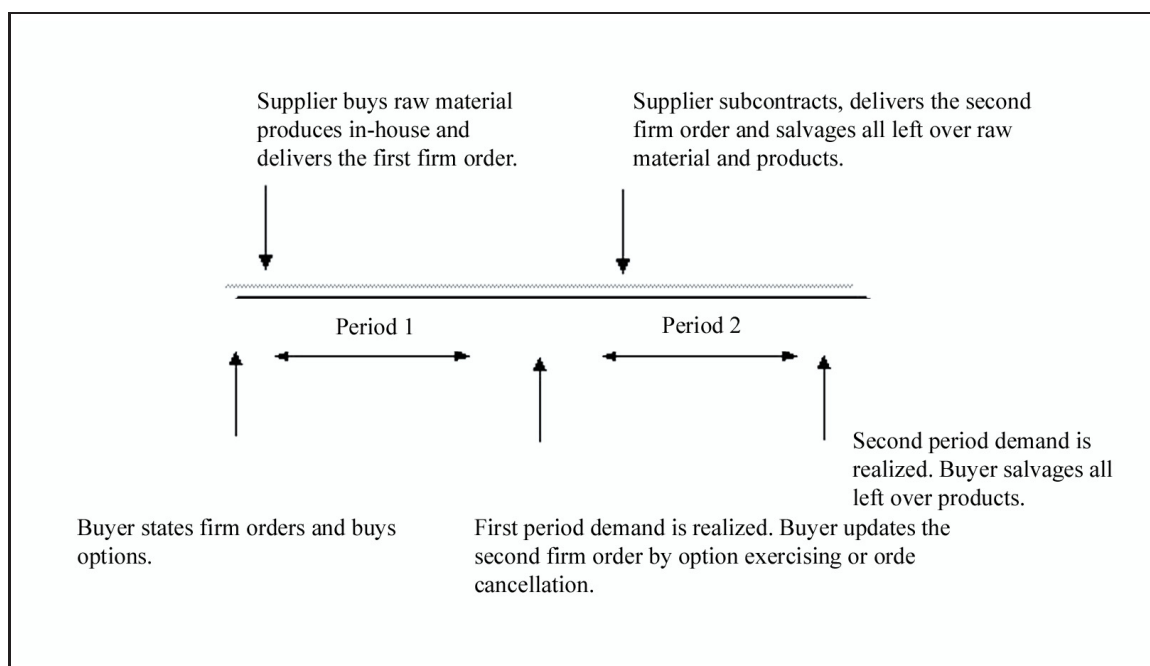 Supplier buys raw material
produces in-house and
delivers the first firm order.
Supplier subcontracts, delivers the second
firm order and salvages all left over raw
material and products.
Period 1
Period 2
Second period demand is
realized. Buyer salvages all
left over products.
Buyer states firm orders and buys
options.
First period demand is realized. Buyer updates the
second firm order by option exercising or orde
cancellation.